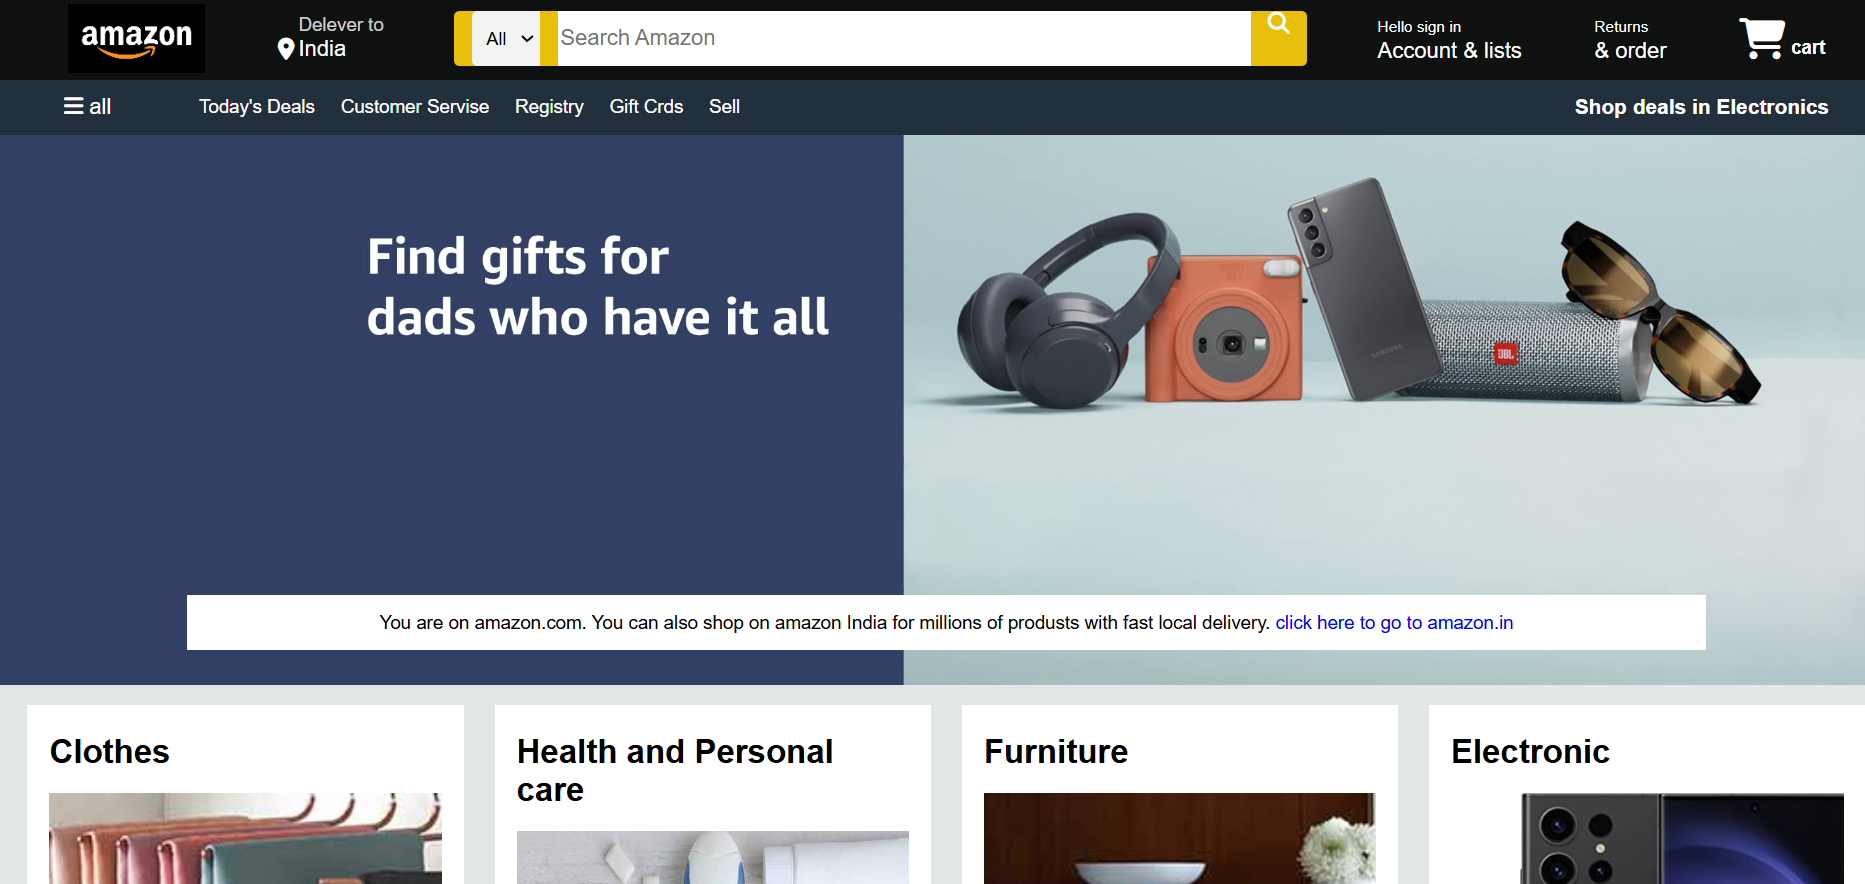 amazon
Delever to
India
All
Search Amazon
Hello sign in
Account & lists
Returns
& order
cart
all
Today's Deals
Customer Servise
Registry
Gift Crds
Sell
Shop deals in Electronics
Find gifts for
dads who have it all
SAMSUNG
JBL
You are on amazon.com. You can also shop on amazon India for millions of produsts with fast local delivery. click here to go to amazon.in
Clothes
Health and Personal
care
Furniture
Electronic